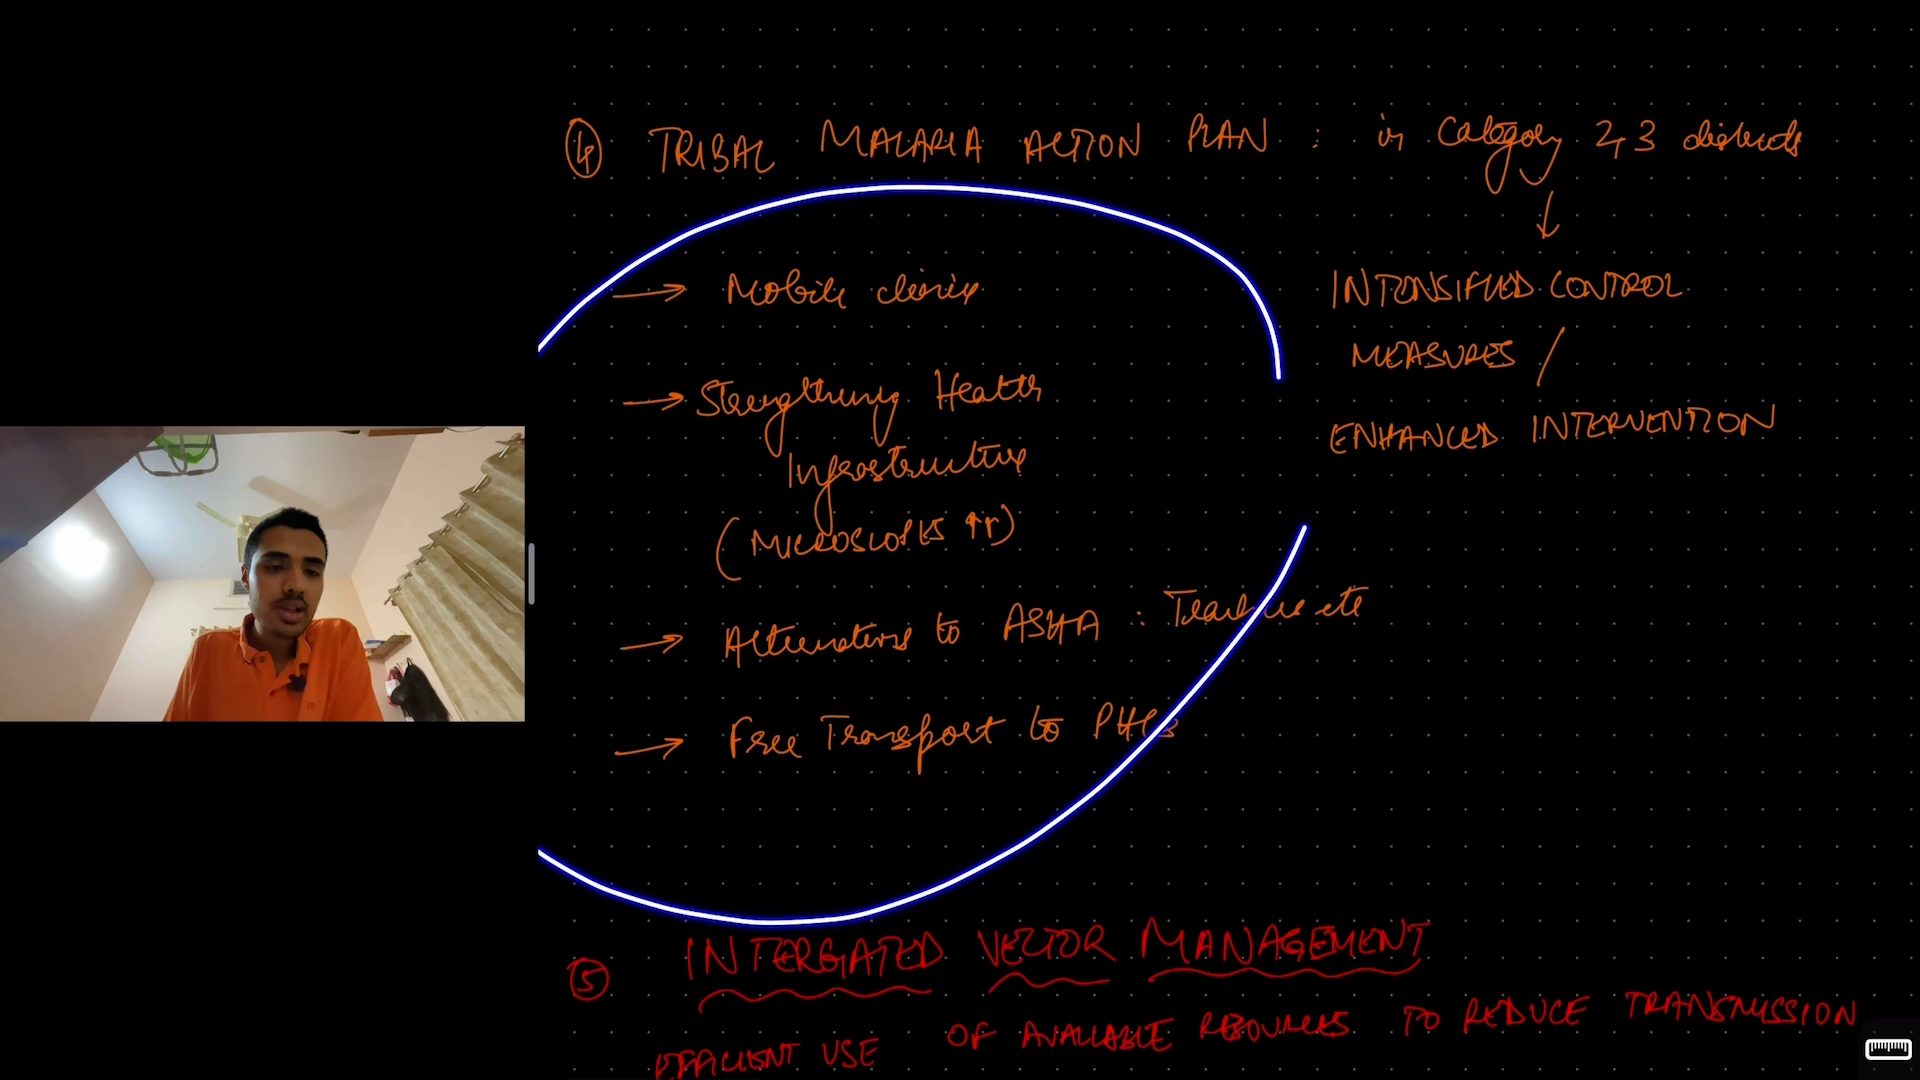 ④ TRIBAL MALARIA ACTION PLAN : in Category 2,3 districts
↓
INTENSIFIED CONTROL
MEASURES /
ENHANCED INTERVENTION
→ Mobile clinics
→ Strengthening Health
Infrastructure
(MICROSCOPES ↑↑)
→ Alternatives to ASHA : Teachers etc
→ Free Transport to PHCs
⑤ INTERGATED VECTOR MANAGEMENT
EFFICIENT USE OF AVAILABLE RESOURCES TO REDUCE TRANSMISSION